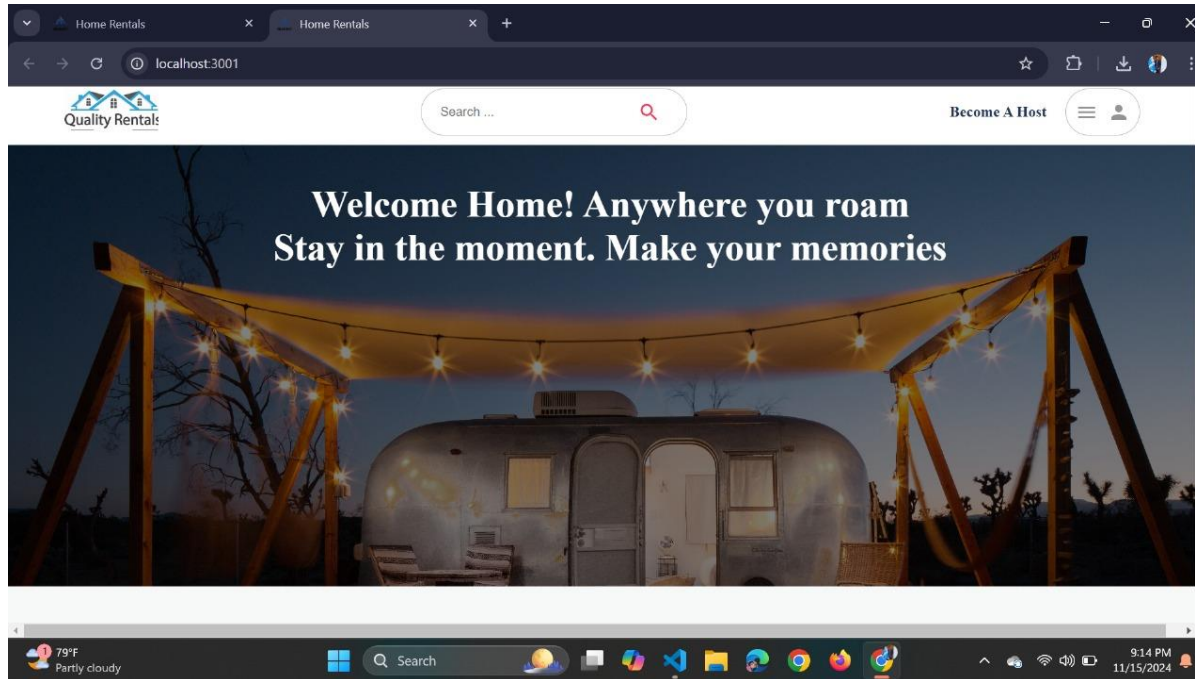 Home Rentals
Home Rentals
localhost:3001
Quality Rentals
Search ...
Become A Host
Welcome Home! Anywhere you roam
Stay in the moment. Make your memories
1
79°F
Partly cloudy
Search
9:14 PM
11/15/2024